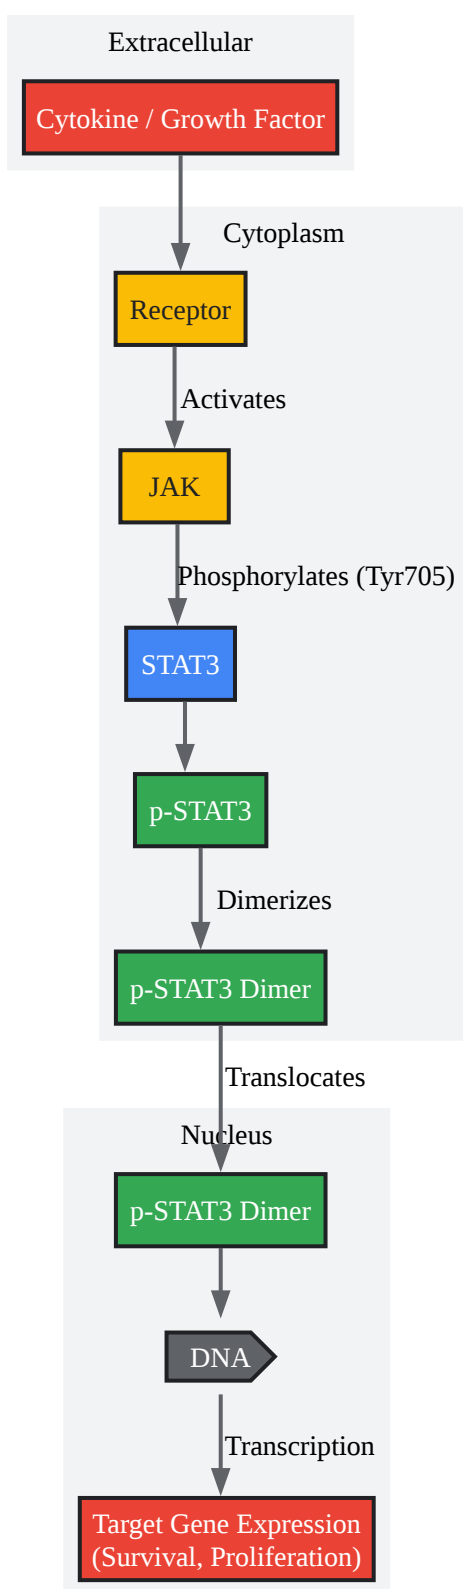 Extracellular
Cytokine / Growth Factor
Cytoplasm
Receptor
Activates
JAK
Phosphorylates (Tyr705)
STAT3
p-STAT3
Dimerizes
p-STAT3 Dimer
Translocates
Nucleus
p-STAT3 Dimer
DNA
Transcription
Target Gene Expression
(Survival, Proliferation)